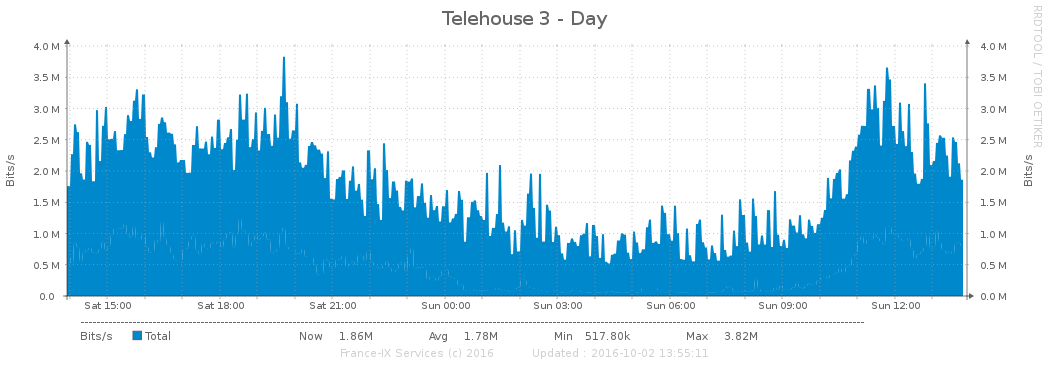 Telehouse 3 - Day
RRDTOOL / TOBI OETIKER
Bits/s
4.0 M
3.5 M
3.0 M
2.5 M
2.0 M
1.5 M
1.0 M
0.5 M
0.0
4.0 M
3.5 M
3.0 M
2.5 M
2.0 M
1.5 M
1.0 M
0.5 M
0.0 M
Bits/s
Sat 15:00 Sat 18:00 Sat 21:00 Sun 00:00 Sun 03:00 Sun 06:00 Sun 09:00 Sun 12:00
Bits/s Total Now 1.86M Avg 1.78M Min 517.80k Max 3.82M
France-IX Services (c) 2016 Updated : 2016-10-02 13:55:11